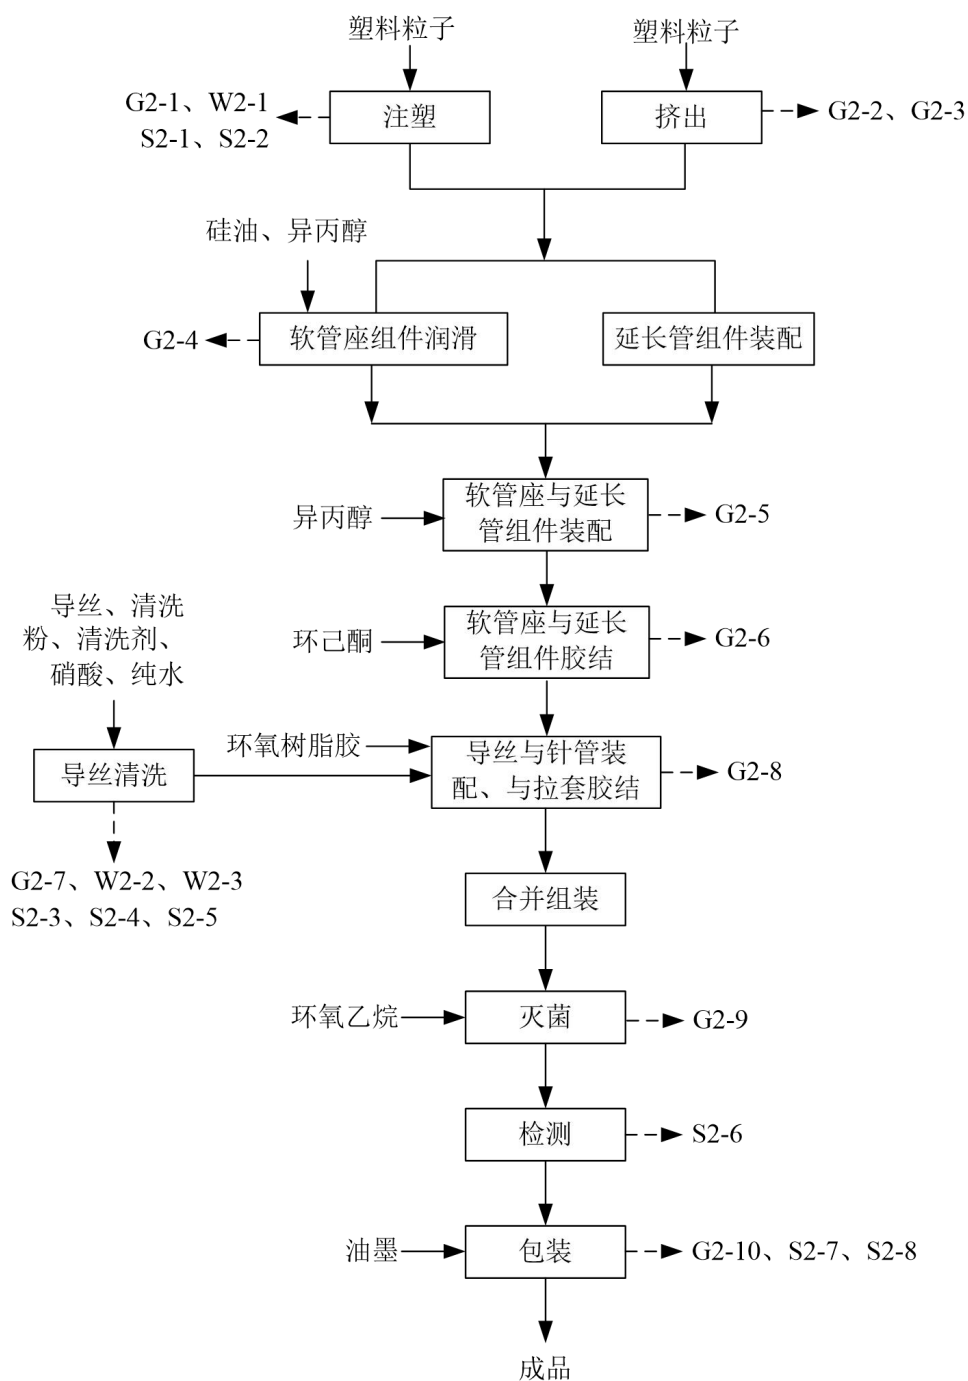 塑料粒子
塑料粒子
G2-1、W2-1
S2-1、S2-2
注塑
挤出
G2-2、G2-3
硅油、异丙醇
G2-4
软管座组件润滑
延长管组件装配
异丙醇
软管座与延长
管组件装配
G2-5
环己酮
软管座与延长
管组件胶结
G2-6
导丝、清洗
粉、清洗剂、
硝酸、纯水
环氧树脂胶
导丝清洗
导丝与针管装
配、与拉套胶结
G2-8
G2-7、W2-2、W2-3
S2-3、S2-4、S2-5
合并组装
环氧乙烷
灭菌
G2-9
检测
S2-6
油墨
包装
G2-10、S2-7、S2-8
成品